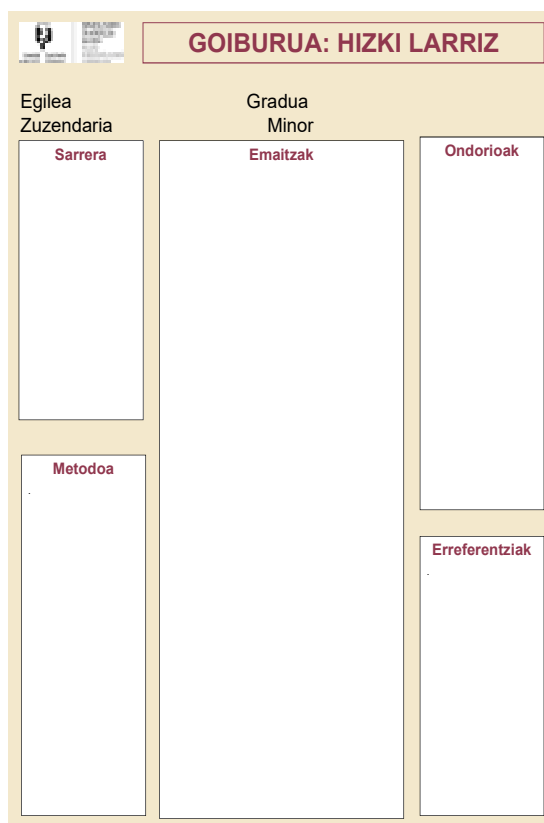 GOIBURUA: HIZKI LARRIZ
Egilea Gradua
Zuzendaria Minor
Sarrera
Emaitzak
Ondorioak
Metodoa
.
Erreferentziak
.